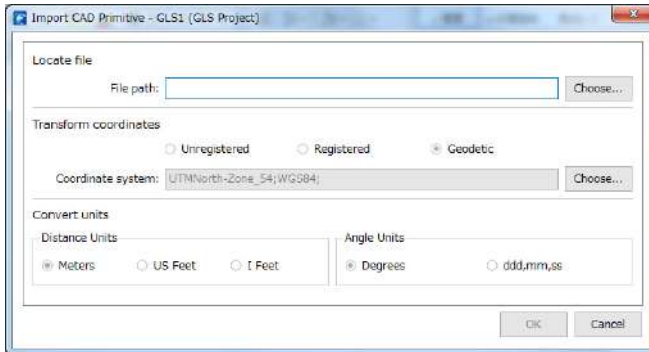 Import CAD Primitive - GLS1 (GLS Project)
Locate file
File path: Choose...
Transform coordinates
Unregistered Registered Geodetic
Coordinate system: UTMNorth-Zone_54;WGS84; Choose...
Convert units
Distance Units Angle Units
Meters US Feet I Feet Degrees ddd,mm,ss
OK Cancel